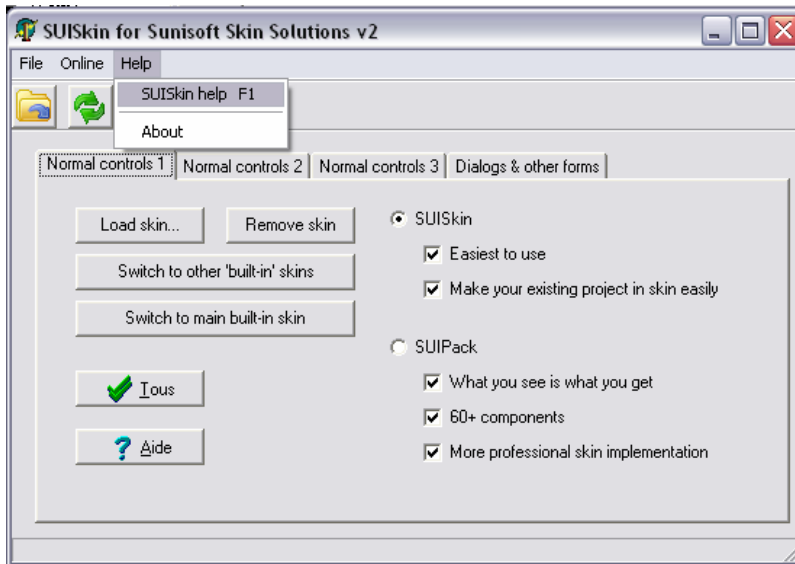 SUISkin for Sunisoft Skin Solutions v2
File Online Help
SUISkin help F1
About
Normal controls 1 Normal controls 2 Normal controls 3 Dialogs & other forms
Load skin... Remove skin
Switch to other 'built-in' skins
Switch to main built-in skin
Tous
Aide
SUISkin
Easiest to use
Make your existing project in skin easily
SUIPack
What you see is what you get
60+ components
More professional skin implementation